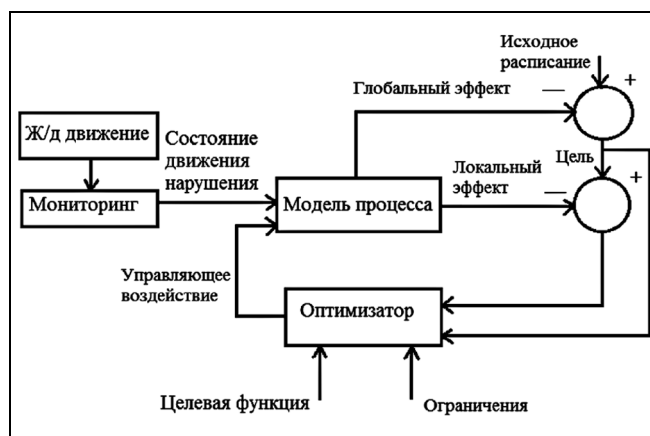 Исходное
расписание
+
Глобальный эффект
—
Ж/д движение
Состояние
движения
нарушения
Цель
Локальный
эффект
—
+
Мониторинг
Модель процесса
Управляющее
воздействие
Оптимизатор
Целевая функция
Ограничения